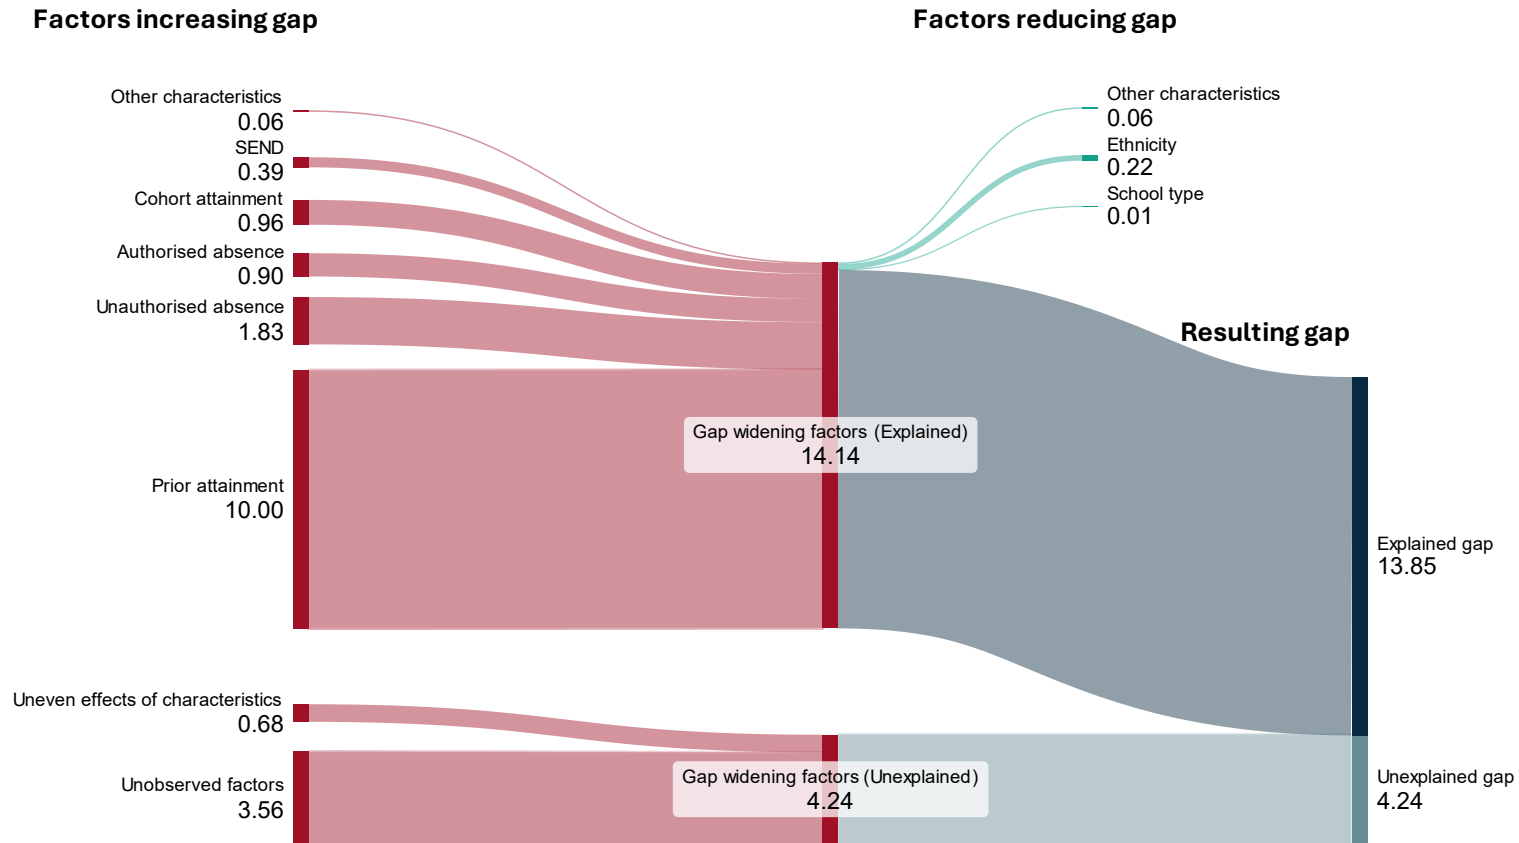 Factors increasing gap
Factors reducing gap
Other characteristics
0.06
SEND
0.39
Cohort attainment
0.96
Authorised absence
0.90
Unauthorised absence
1.83
Prior attainment
10.00
Uneven effects of characteristics
0.68
Unobserved factors
3.56
Gap widening factors (Explained)
14.14
Gap widening factors (Unexplained)
4.24
Other characteristics
0.06
Ethnicity
0.22
School type
0.01
Resulting gap
Explained gap
13.85
Unexplained gap
4.24